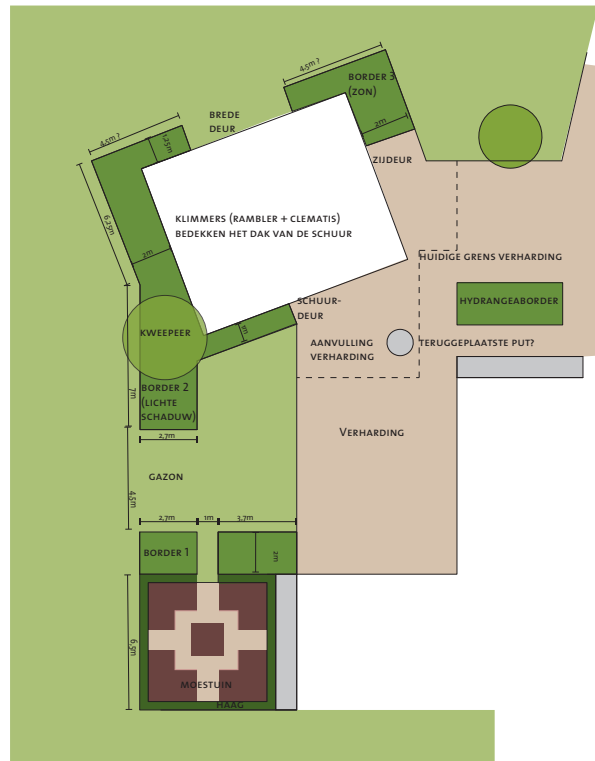 4.5m ?
BORDER 3
(ZON)
2m
BREDE
DEUR
4.5m ?
1.25m
ZIJDEUR
6.25m
KLIMMERS (RAMBLER + CLEMATIS)
BEDEKKEN HET DAK VAN DE SCHUUR
2m
HUIDIGE GRENS VERHARDING
SCHUUR-
DEUR
HYDRANGEABORDER
KWEEPEER
1m
AANVULLING
VERHARDING
TERUGGEPLAATSTE PUT?
BORDER 2
(LICHTE
SCHADUW)
7m
2,7m
VERHARDING
GAZON
4.5m
2,7m
1m
3,7m
BORDER 1
2m
6,5m
MOESTUIN
HAAG